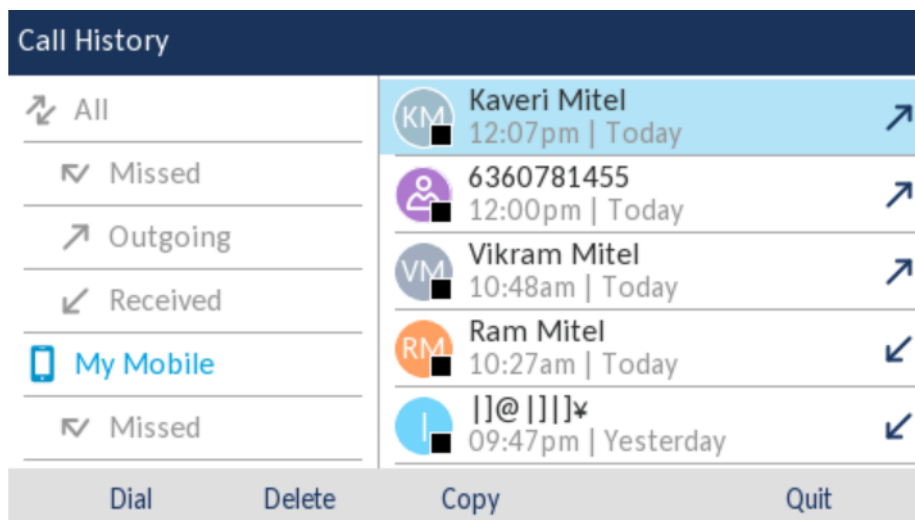 Call History
All
Missed
Outgoing
Received
My Mobile
Missed
KM
Kaveri Mitel
12:07pm | Today
6360781455
12:00pm | Today
VM
Vikram Mitel
10:48am | Today
RM
Ram Mitel
10:27am | Today
|
|]@|]|]¥
09:47pm | Yesterday
Dial Delete Copy Quit